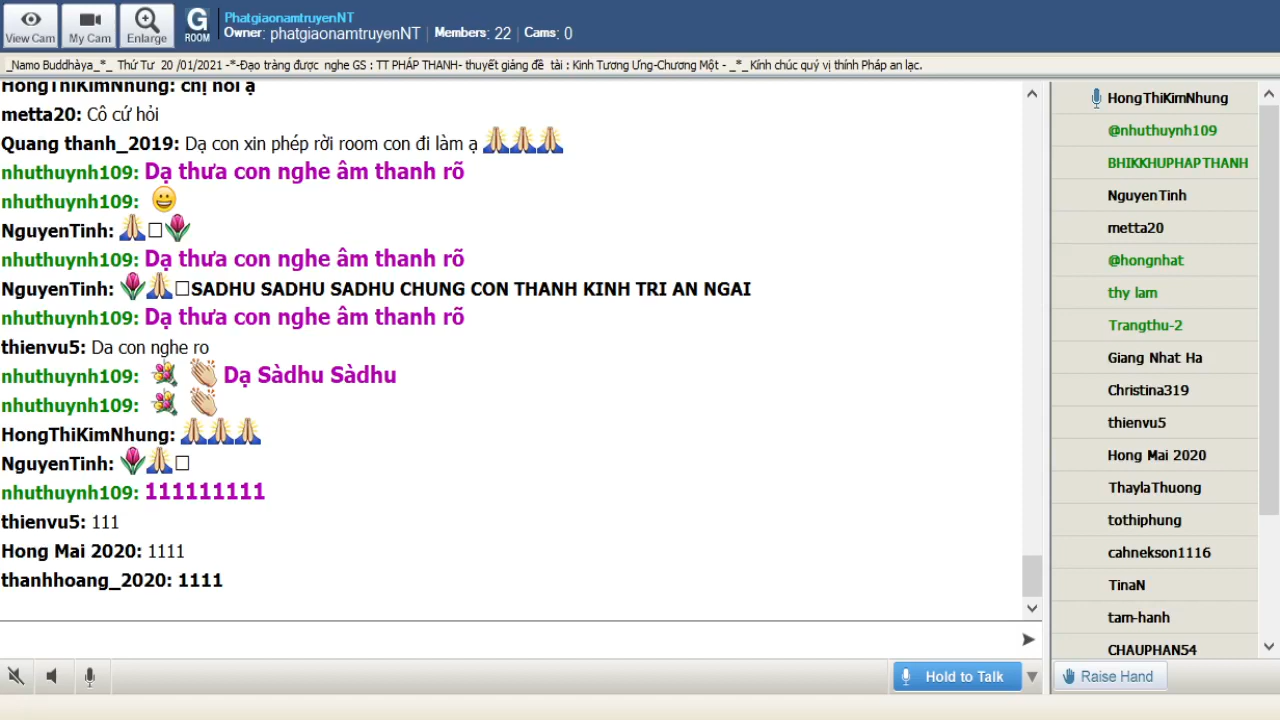 View Cam
My Cam
Enlarge
G
ROOM
PhatgiaonamtruyenNT
Owner: phatgiaonamtruyenNT | Members: 22 | Cams: 0
_Namo Buddhàya_*_ Thứ Tư 20 /01/2021 -*-Đạo tràng được nghe GS : TT PHÁP THANH- thuyết giảng đề tài : Kinh Tương Ưng-Chương Một - _*_Kính chúc quý vị thính Pháp an lạc.
HongThiKimNhung: chị nói ạ
metta20: Cô cứ hỏi
Quang thanh_2019: Dạ con xin phép rời room con đi làm ạ
nhuthuynh109: Dạ thưa con nghe âm thanh rõ
nhuthuynh109:
NguyenTinh:
nhuthuynh109: Dạ thưa con nghe âm thanh rõ
NguyenTinh: SADHU SADHU SADHU CHUNG CON THANH KINH TRI AN NGAI
nhuthuynh109: Dạ thưa con nghe âm thanh rõ
thienvu5: Da con nghe ro
nhuthuynh109: Dạ Sàdhu Sàdhu
nhuthuynh109:
HongThiKimNhung:
NguyenTinh:
nhuthuynh109: 111111111
thienvu5: 111
Hong Mai 2020: 1111
thanhhoang_2020: 1111
Hold to Talk
HongThiKimNhung
@nhuthuynh109
BHIKKHUPHAPTHANH
NguyenTinh
metta20
@hongnhat
thy lam
Trangthu-2
Giang Nhat Ha
Christina319
thienvu5
Hong Mai 2020
ThaylaThuong
tothiphung
cahnekson1116
TinaN
tam-hanh
CHAUPHAN54
Raise Hand